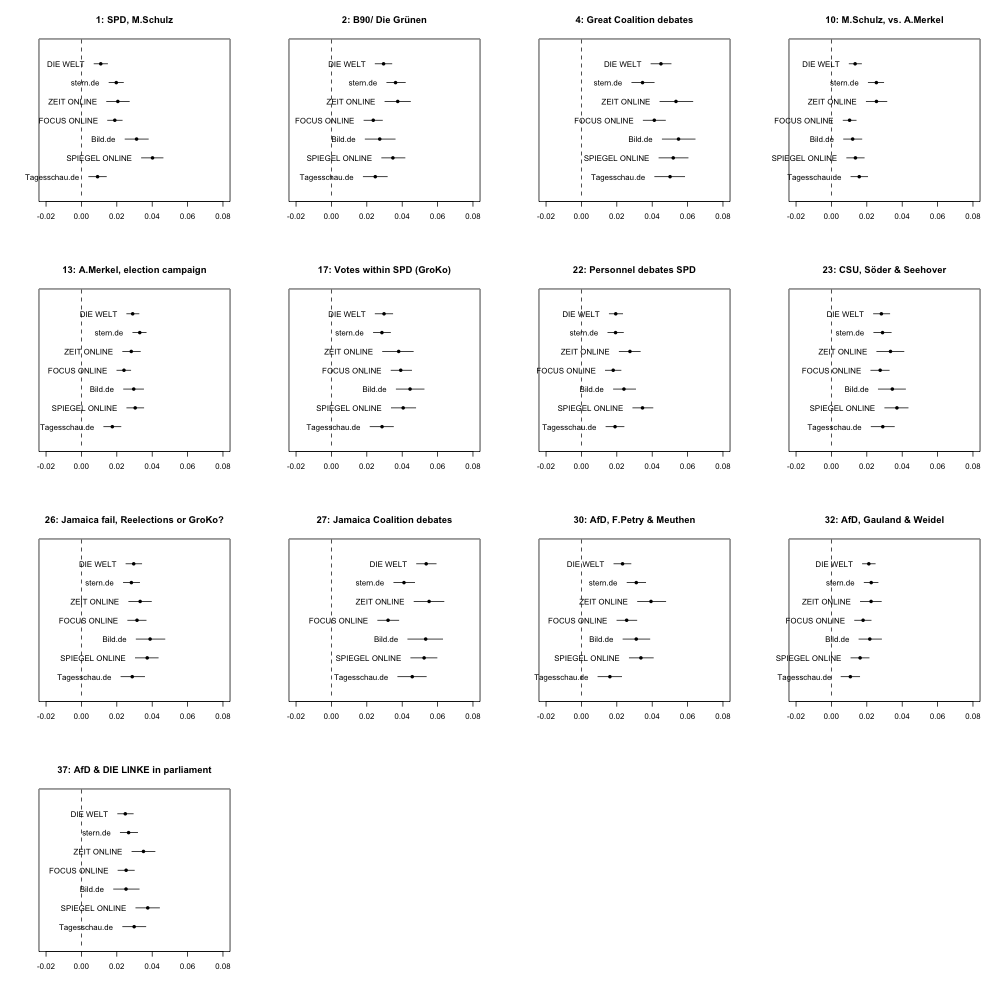 1: SPD, M.Schulz
DIE WELT
stern.de
ZEIT ONLINE
FOCUS ONLINE
Bild.de
SPIEGEL ONLINE
Tagesschau.de
-0.02 0.00 0.02 0.04 0.06 0.08
2: B90/ Die Grünen
DIE WELT
stern.de
ZEIT ONLINE
FOCUS ONLINE
Bild.de
SPIEGEL ONLINE
Tagesschau.de
-0.02 0.00 0.02 0.04 0.06 0.08
4: Great Coalition debates
DIE WELT
stern.de
ZEIT ONLINE
FOCUS ONLINE
Bild.de
SPIEGEL ONLINE
Tagesschau.de
-0.02 0.00 0.02 0.04 0.06 0.08
10: M.Schulz, vs. A.Merkel
DIE WELT
stern.de
ZEIT ONLINE
FOCUS ONLINE
Bild.de
SPIEGEL ONLINE
Tagesschau.de
-0.02 0.00 0.02 0.04 0.06 0.08
13: A.Merkel, election campaign
DIE WELT
stern.de
ZEIT ONLINE
FOCUS ONLINE
Bild.de
SPIEGEL ONLINE
Tagesschau.de
-0.02 0.00 0.02 0.04 0.06 0.08
17: Votes within SPD (GroKo)
DIE WELT
stern.de
ZEIT ONLINE
FOCUS ONLINE
Bild.de
SPIEGEL ONLINE
Tagesschau.de
-0.02 0.00 0.02 0.04 0.06 0.08
22: Personnel debates SPD
DIE WELT
stern.de
ZEIT ONLINE
FOCUS ONLINE
Bild.de
SPIEGEL ONLINE
Tagesschau.de
-0.02 0.00 0.02 0.04 0.06 0.08
23: CSU, Söder & Seehover
DIE WELT
stern.de
ZEIT ONLINE
FOCUS ONLINE
Bild.de
SPIEGEL ONLINE
Tagesschau.de
-0.02 0.00 0.02 0.04 0.06 0.08
26: Jamaica fail, Reelections or GroKo?
DIE WELT
stern.de
ZEIT ONLINE
FOCUS ONLINE
Bild.de
SPIEGEL ONLINE
Tagesschau.de
-0.02 0.00 0.02 0.04 0.06 0.08
27: Jamaica Coalition debates
DIE WELT
stern.de
ZEIT ONLINE
FOCUS ONLINE
Bild.de
SPIEGEL ONLINE
Tagesschau.de
-0.02 0.00 0.02 0.04 0.06 0.08
30: AfD, F.Petry & Meuthen
DIE WELT
stern.de
ZEIT ONLINE
FOCUS ONLINE
Bild.de
SPIEGEL ONLINE
Tagesschau.de
-0.02 0.00 0.02 0.04 0.06 0.08
32: AfD, Gauland & Weidel
DIE WELT
stern.de
ZEIT ONLINE
FOCUS ONLINE
Bild.de
SPIEGEL ONLINE
Tagesschau.de
-0.02 0.00 0.02 0.04 0.06 0.08
37: AfD & DIE LINKE in parliament
DIE WELT
stern.de
ZEIT ONLINE
FOCUS ONLINE
Bild.de
SPIEGEL ONLINE
Tagesschau.de
-0.02 0.00 0.02 0.04 0.06 0.08